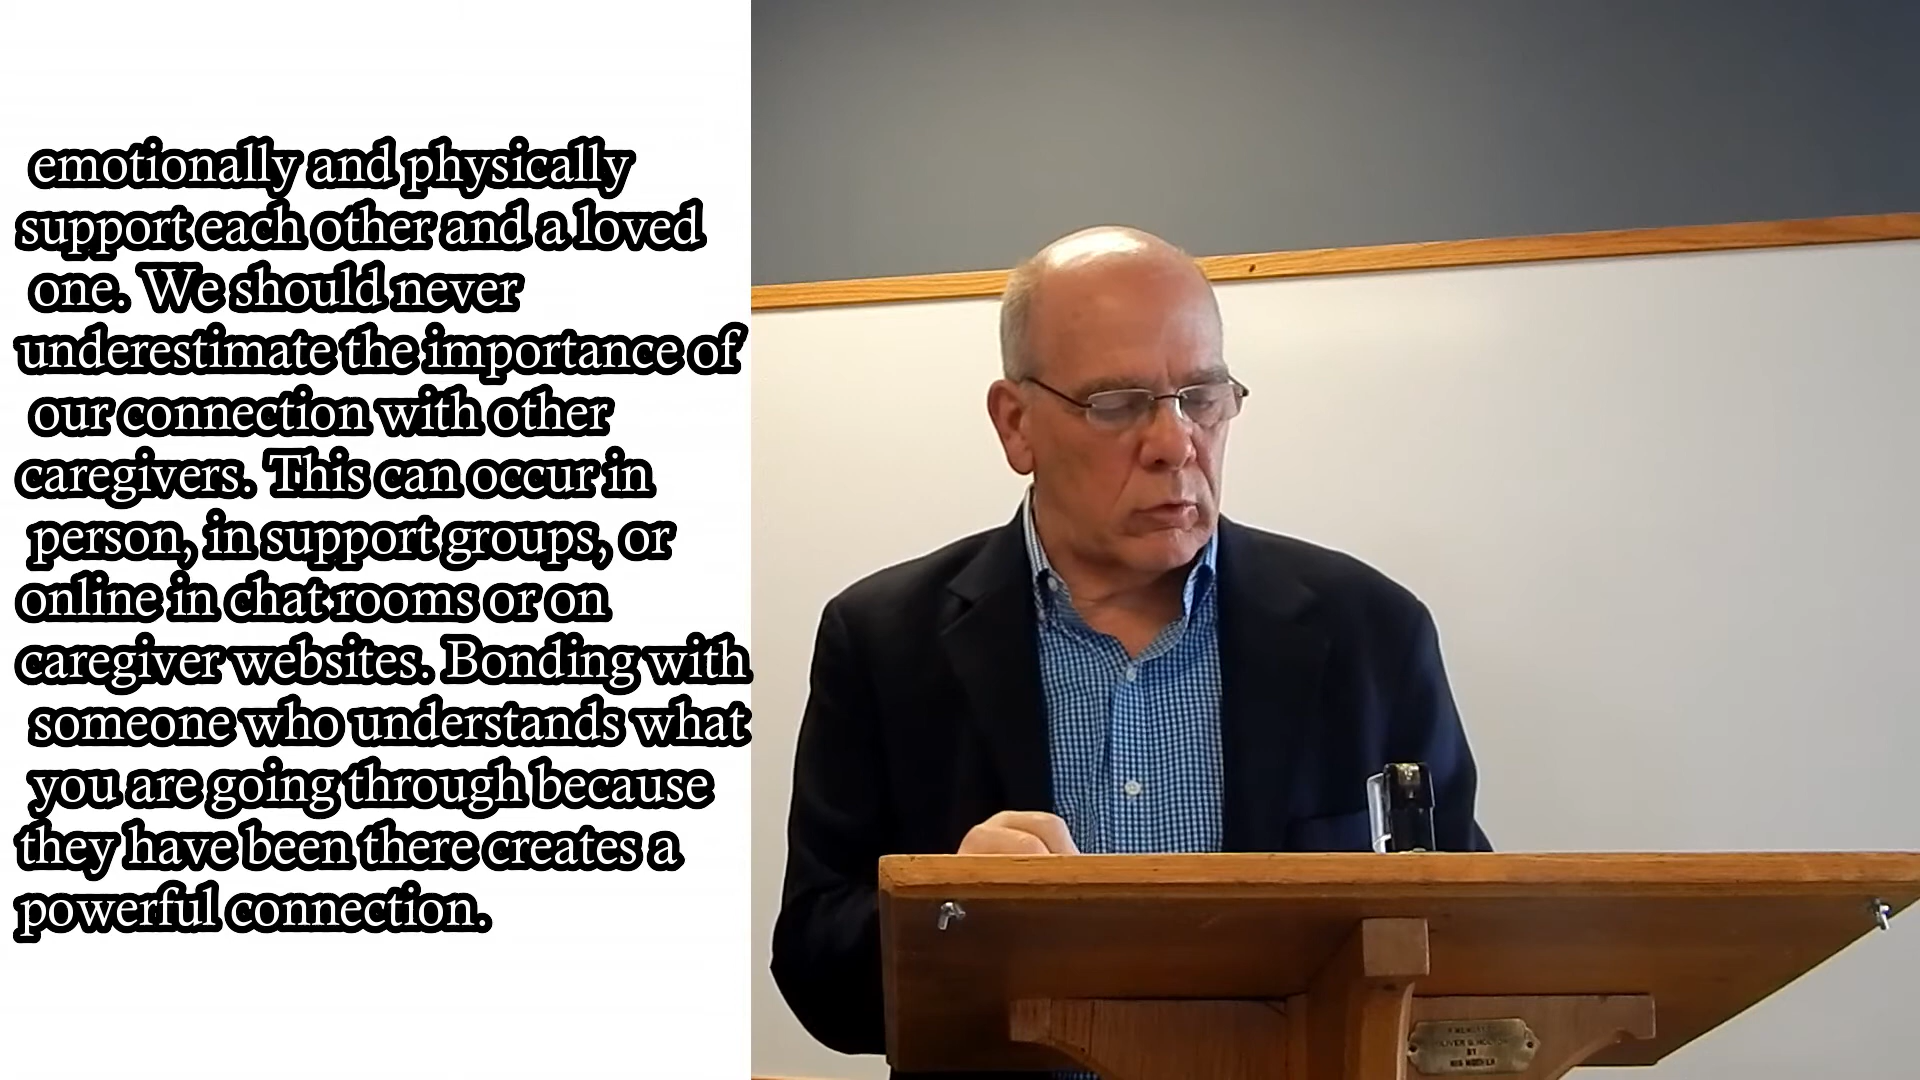 emotionally and physically
support each other and a loved
one. We should never
underestimate the importance of
our connection with other
caregivers. This can occur in
person, in support groups, or
online in chat rooms or on
caregiver websites. Bonding with
someone who understands what
you are going through because
they have been there creates a
powerful connection.
BY